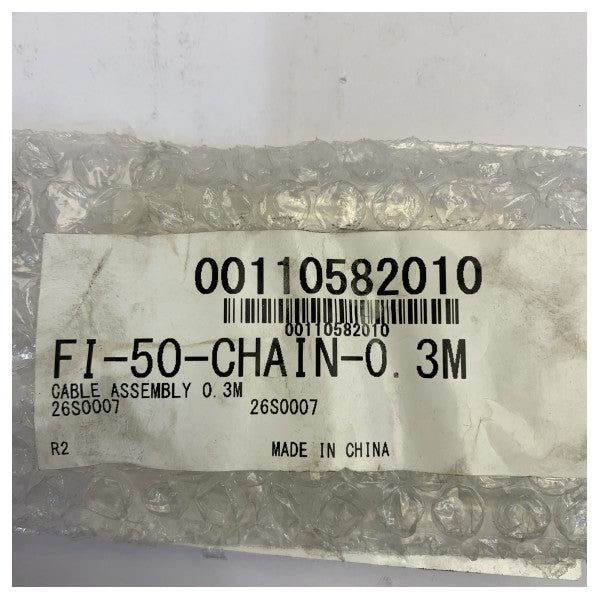 00110582010
00110582010
FI-50-CHAIN-0.3M
CABLE ASSEMBLY 0.3M
26S0007 26S0007
R2 MADE IN CHINA